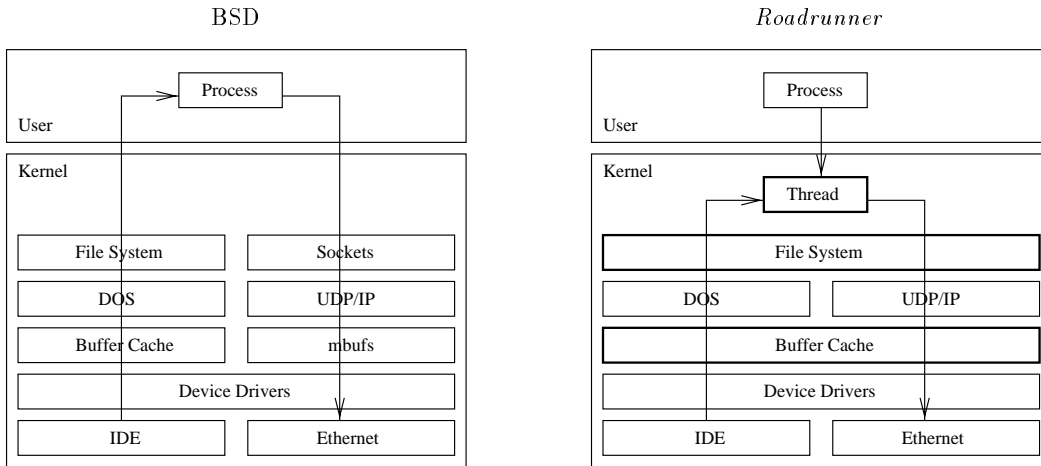 BSD
Process
User
Kernel
File System
Sockets
DOS
UDP/IP
Buffer Cache
mbufs
Device Drivers
IDE
Ethernet
Roadrunner
Process
User
Kernel
Thread
File System
DOS
UDP/IP
Buffer Cache
Device Drivers
IDE
Ethernet